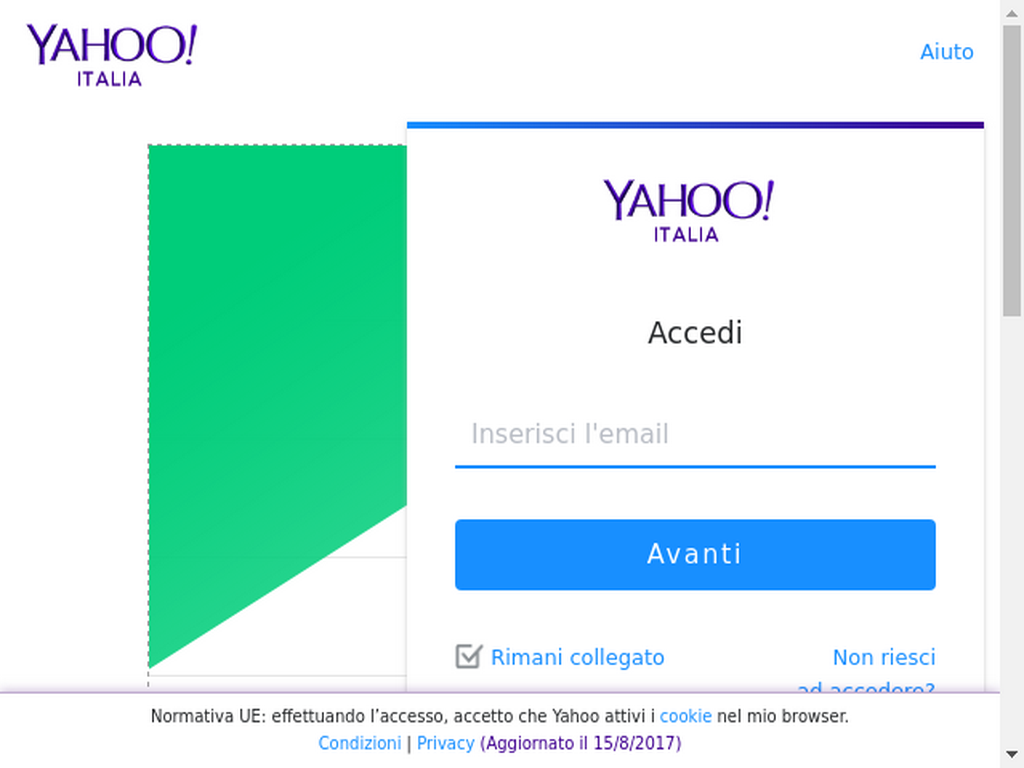 YAHOO!
ITALIA
Aiuto
YAHOO!
ITALIA
Accedi
Inserisci l'email
Avanti
Rimani collegato
Non riesci
ad accedere?
Normativa UE: effettuando l’accesso, accetto che Yahoo attivi i cookie nel mio browser.
Condizioni | Privacy (Aggiornato il 15/8/2017)